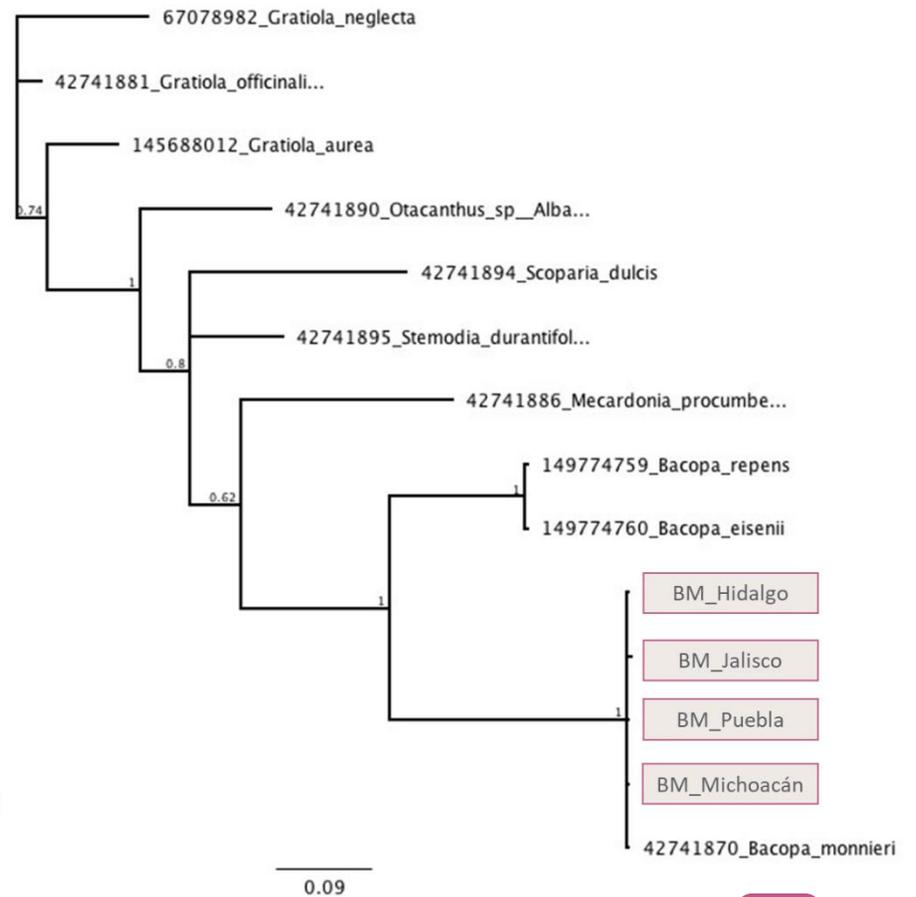 67078982_Gratiola_neglecta
42741881_Gratiola_officinali...
145688012_Gratiola_aurea
0.74
42741890_Otacanthus_sp__Alba...
42741894_Scoparia_dulcis
1
42741895_Stemodia_durantifol...
0.8
42741886_Mecardonia_procumbe...
149774759_Bacopa_repens
1
0.62
149774760_Bacopa_eisenii
BM_Hidalgo
1
BM_Jalisco
1
BM_Puebla
BM_Michoacán
42741870_Bacopa_monnieri
0.09